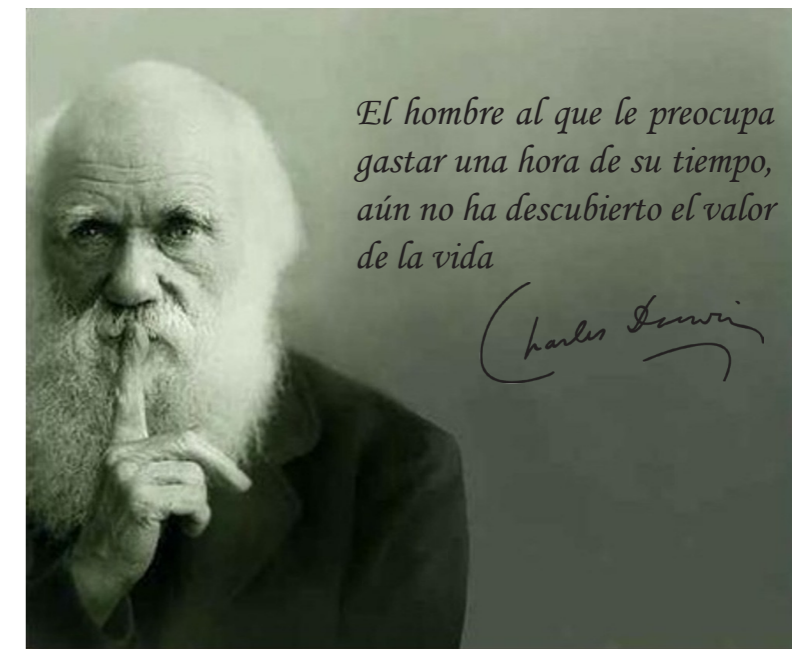 El hombre al que le preocupa
gastar una hora de su tiempo,
aún no ha descubierto el valor
de la vida
Charles Darwin